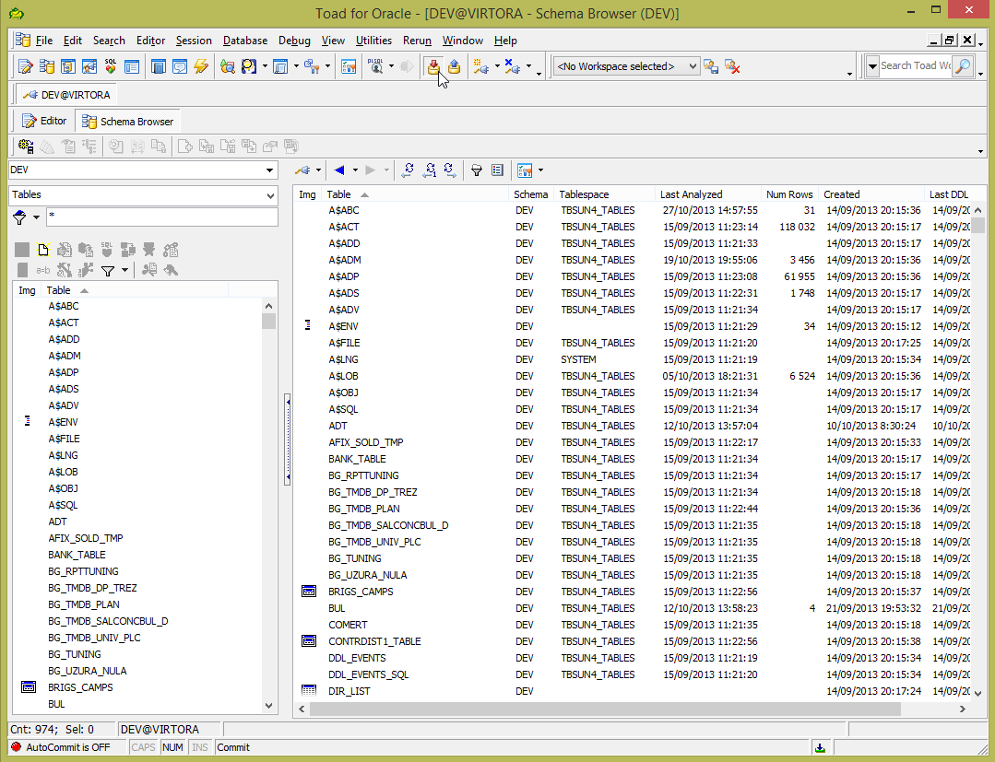 Toad for Oracle - [DEV@VIRTORA - Schema Browser (DEV)]
File Edit Search Editor Session Database Debug View Utilities Rerun Window Help
SQL PL/SQL <No Workspace selected> Search Toad Wo
DEV@VIRTORA
Editor Schema Browser
DEV
Tables
*
SQL
a=b
Img Table
A$ABC
A$ACT
A$ADD
A$ADM
A$ADP
A$ADS
A$ADV
A$ENV
A$FILE
A$LNG
A$LOB
A$OBJ
A$SQL
ADT
AFIX_SOLD_TMP
BANK_TABLE
BG_RPTTUNING
BG_TMDB_DP_TREZ
BG_TMDB_PLAN
BG_TMDB_SALCONCBUL_D
BG_TMDB_UNIV_PLC
BG_TUNING
BG_UZURA_NULA
BRIGS_CAMPS
BUL
Img Table Schema Tablespace Last Analyzed Num Rows Created Last DDL
A$ABC DEV TBSUN4_TABLES 27/10/2013 14:57:55 31 14/09/2013 20:15:36 14/09/20
A$ACT DEV TBSUN4_TABLES 15/09/2013 11:23:14 118 032 14/09/2013 20:15:17 14/09/20
A$ADD DEV TBSUN4_TABLES 15/09/2013 11:21:33 14/09/2013 20:15:17 14/09/20
A$ADM DEV TBSUN4_TABLES 19/10/2013 19:55:06 3 456 14/09/2013 20:15:36 14/09/20
A$ADP DEV TBSUN4_TABLES 15/09/2013 11:23:08 61 955 14/09/2013 20:15:36 14/09/20
A$ADS DEV TBSUN4_TABLES 15/09/2013 11:22:31 1 748 14/09/2013 20:15:17 14/09/20
A$ADV DEV TBSUN4_TABLES 15/09/2013 11:21:34 14/09/2013 20:15:17 14/09/20
A$ENV DEV 15/09/2013 11:21:29 34 14/09/2013 20:15:12 14/09/20
A$FILE DEV TBSUN4_TABLES 15/09/2013 11:21:20 14/09/2013 20:17:25 14/09/20
A$LNG DEV SYSTEM 15/09/2013 11:21:19 14/09/2013 20:15:34 14/09/20
A$LOB DEV TBSUN4_TABLES 05/10/2013 18:21:31 6 524 14/09/2013 20:15:36 14/09/20
A$OBJ DEV TBSUN4_TABLES 15/09/2013 11:21:34 14/09/2013 20:15:17 14/09/20
A$SQL DEV TBSUN4_TABLES 15/09/2013 11:21:34 14/09/2013 20:15:17 14/09/20
ADT DEV TBSUN4_TABLES 12/10/2013 13:57:04 10/10/2013 8:30:24 10/10/20
AFIX_SOLD_TMP DEV TBSUN4_TABLES 15/09/2013 11:22:17 14/09/2013 20:15:33 14/09/20
BANK_TABLE DEV TBSUN4_TABLES 15/09/2013 11:21:34 14/09/2013 20:15:17 14/09/20
BG_RPTTUNING DEV TBSUN4_TABLES 15/09/2013 11:21:34 14/09/2013 20:15:17 14/09/20
BG_TMDB_DP_TREZ DEV TBSUN4_TABLES 15/09/2013 11:21:34 14/09/2013 20:15:18 14/09/20
BG_TMDB_PLAN DEV TBSUN4_TABLES 15/09/2013 11:22:44 14/09/2013 20:15:36 14/09/20
BG_TMDB_SALCONCBUL_D DEV TBSUN4_TABLES 15/09/2013 11:21:35 14/09/2013 20:15:18 14/09/20
BG_TMDB_UNIV_PLC DEV TBSUN4_TABLES 15/09/2013 11:21:35 14/09/2013 20:15:18 14/09/20
BG_TUNING DEV TBSUN4_TABLES 15/09/2013 11:21:35 14/09/2013 20:15:18 14/09/20
BG_UZURA_NULA DEV TBSUN4_TABLES 15/09/2013 11:21:35 14/09/2013 20:15:18 14/09/20
BRIGS_CAMPS DEV TBSUN4_TABLES 15/09/2013 11:22:56 14/09/2013 20:15:37 14/09/20
BUL DEV TBSUN4_TABLES 12/10/2013 13:58:23 4 21/09/2013 19:53:32 21/09/20
COMERT DEV TBSUN4_TABLES 15/09/2013 11:21:35 14/09/2013 20:15:18 14/09/20
CONTRDIST1_TABLE DEV TBSUN4_TABLES 15/09/2013 11:22:56 14/09/2013 20:15:38 14/09/20
DDL_EVENTS DEV TBSUN4_TABLES 15/09/2013 11:21:19 14/09/2013 20:15:34 14/09/20
DDL_EVENTS_SQL DEV TBSUN4_TABLES 15/09/2013 11:21:20 14/09/2013 20:15:34 14/09/20
DIR_LIST DEV 14/09/2013 20:17:24 14/09/20
Cnt: 974; Sel: 0 DEV@VIRTORA
AutoCommit is OFF CAPS NUM INS Commit